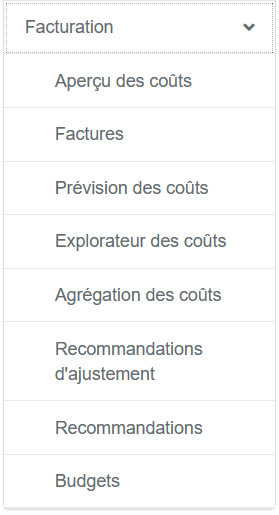 Facturation
Aperçu des coûts
Factures
Prévision des coûts
Explorateur des coûts
Agrégation des coûts
Recommandations
d'ajustement
Recommandations
Budgets